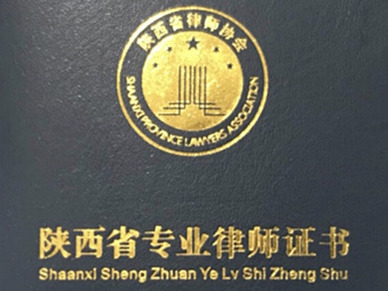 陕西省律师协会
SHAANXI PROVINCE LAWYERS ASSOCIATION
陕西省专业律师证书
Shaanxi Sheng Zhuan Ye Lv Shi Zheng Shu